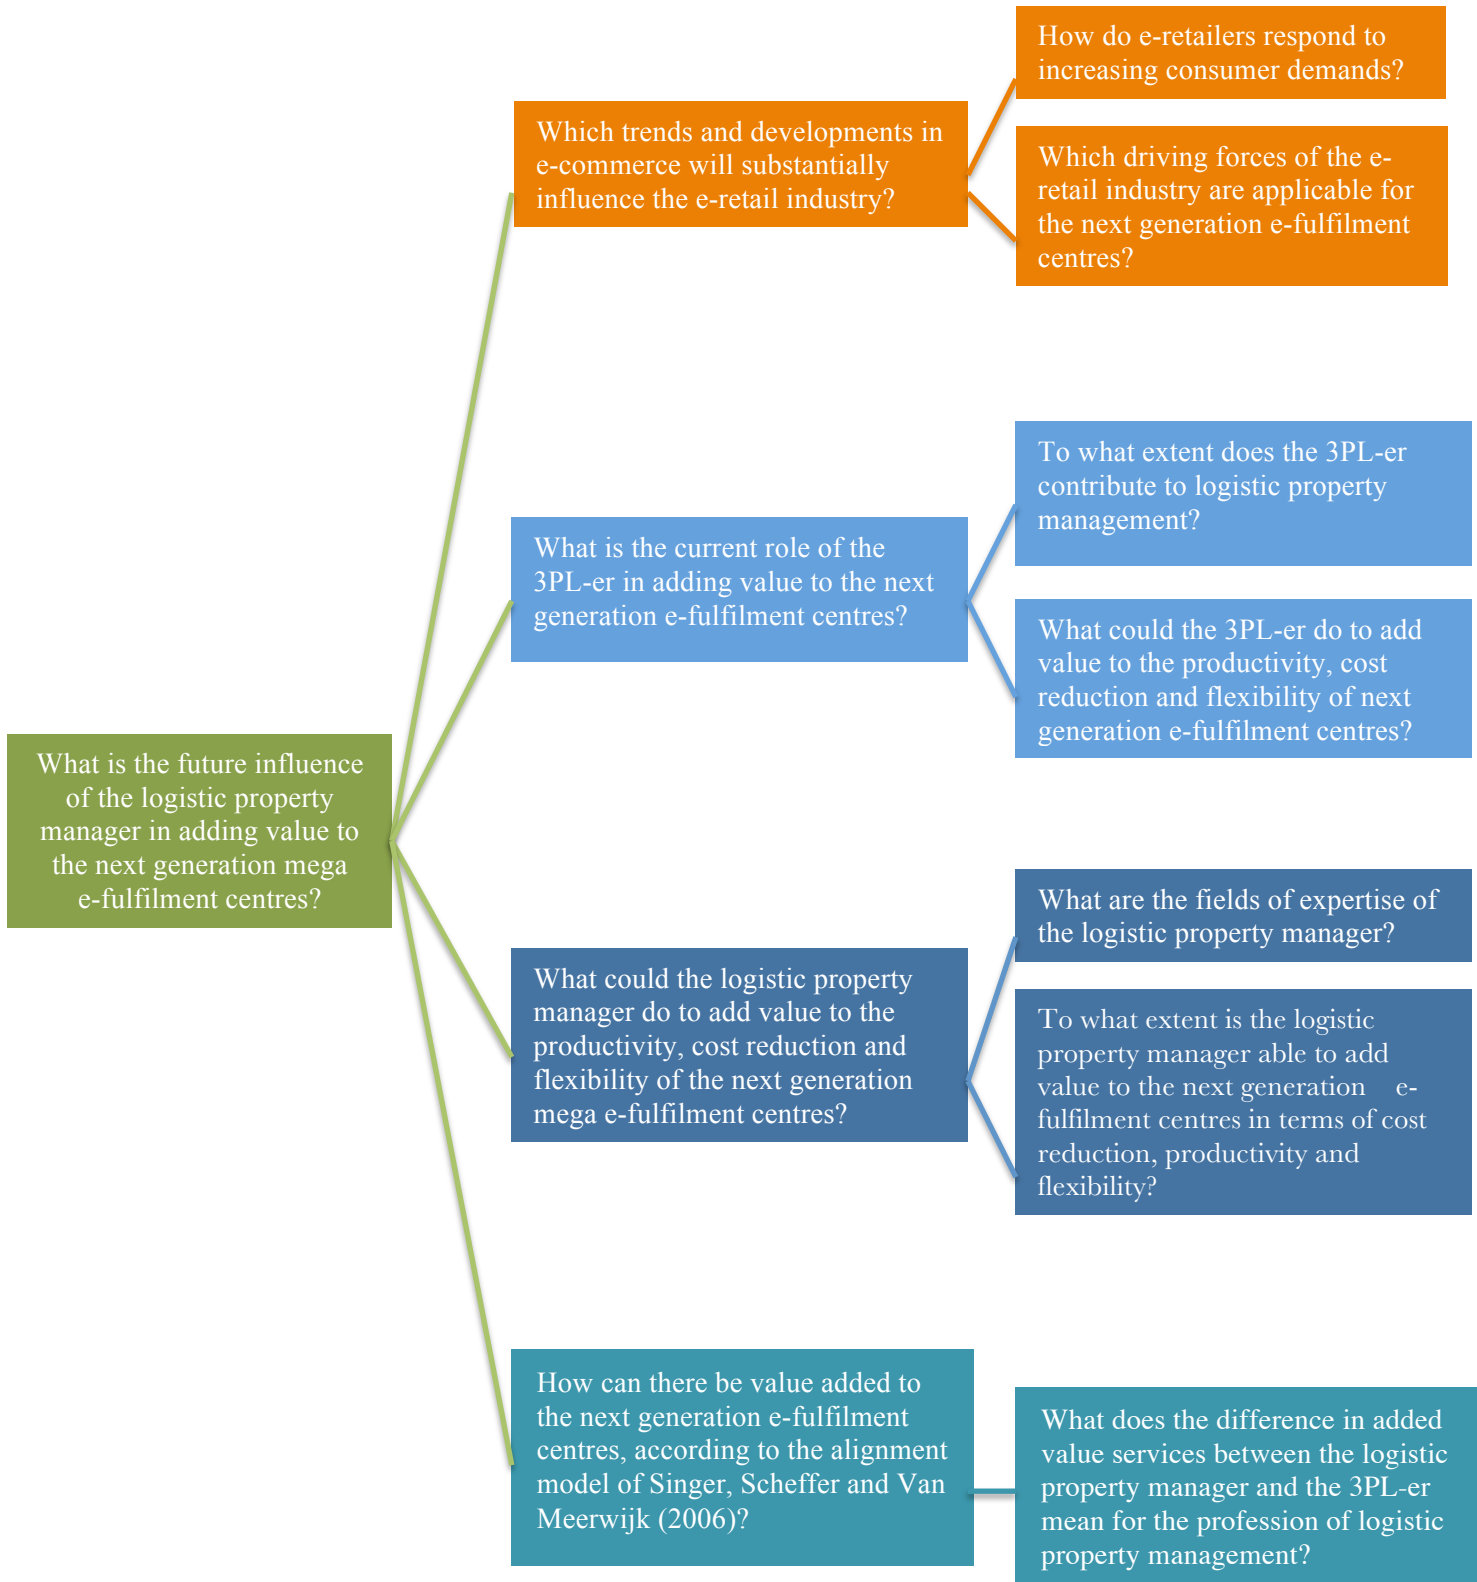 How do e-retailers respond to
increasing consumer demands?
Which trends and developments in
e-commerce will substantially
influence the e-retail industry?
Which driving forces of the e-
retail industry are applicable for
the next generation e-fulfilment
centres?
To what extent does the 3PL-er
contribute to logistic property
management?
What is the current role of the
3PL-er in adding value to the next
generation e-fulfilment centres?
What could the 3PL-er do to add
value to the productivity, cost
reduction and flexibility of next
generation e-fulfilment centres?
What is the future influence
of the logistic property
manager in adding value to
the next generation mega
e-fulfilment centres?
What are the fields of expertise of
the logistic property manager?
What could the logistic property
manager do to add value to the
productivity, cost reduction and
flexibility of the next generation
mega e-fulfilment centres?
To what extent is the logistic
property manager able to add
value to the next generation e-
fulfilment centres in terms of cost
reduction, productivity and
flexibility?
How can there be value added to
the next generation e-fulfilment
centres, according to the alignment
model of Singer, Scheffer and Van
Meerwijk (2006)?
What does the difference in added
value services between the logistic
property manager and the 3PL-er
mean for the profession of logistic
property management?